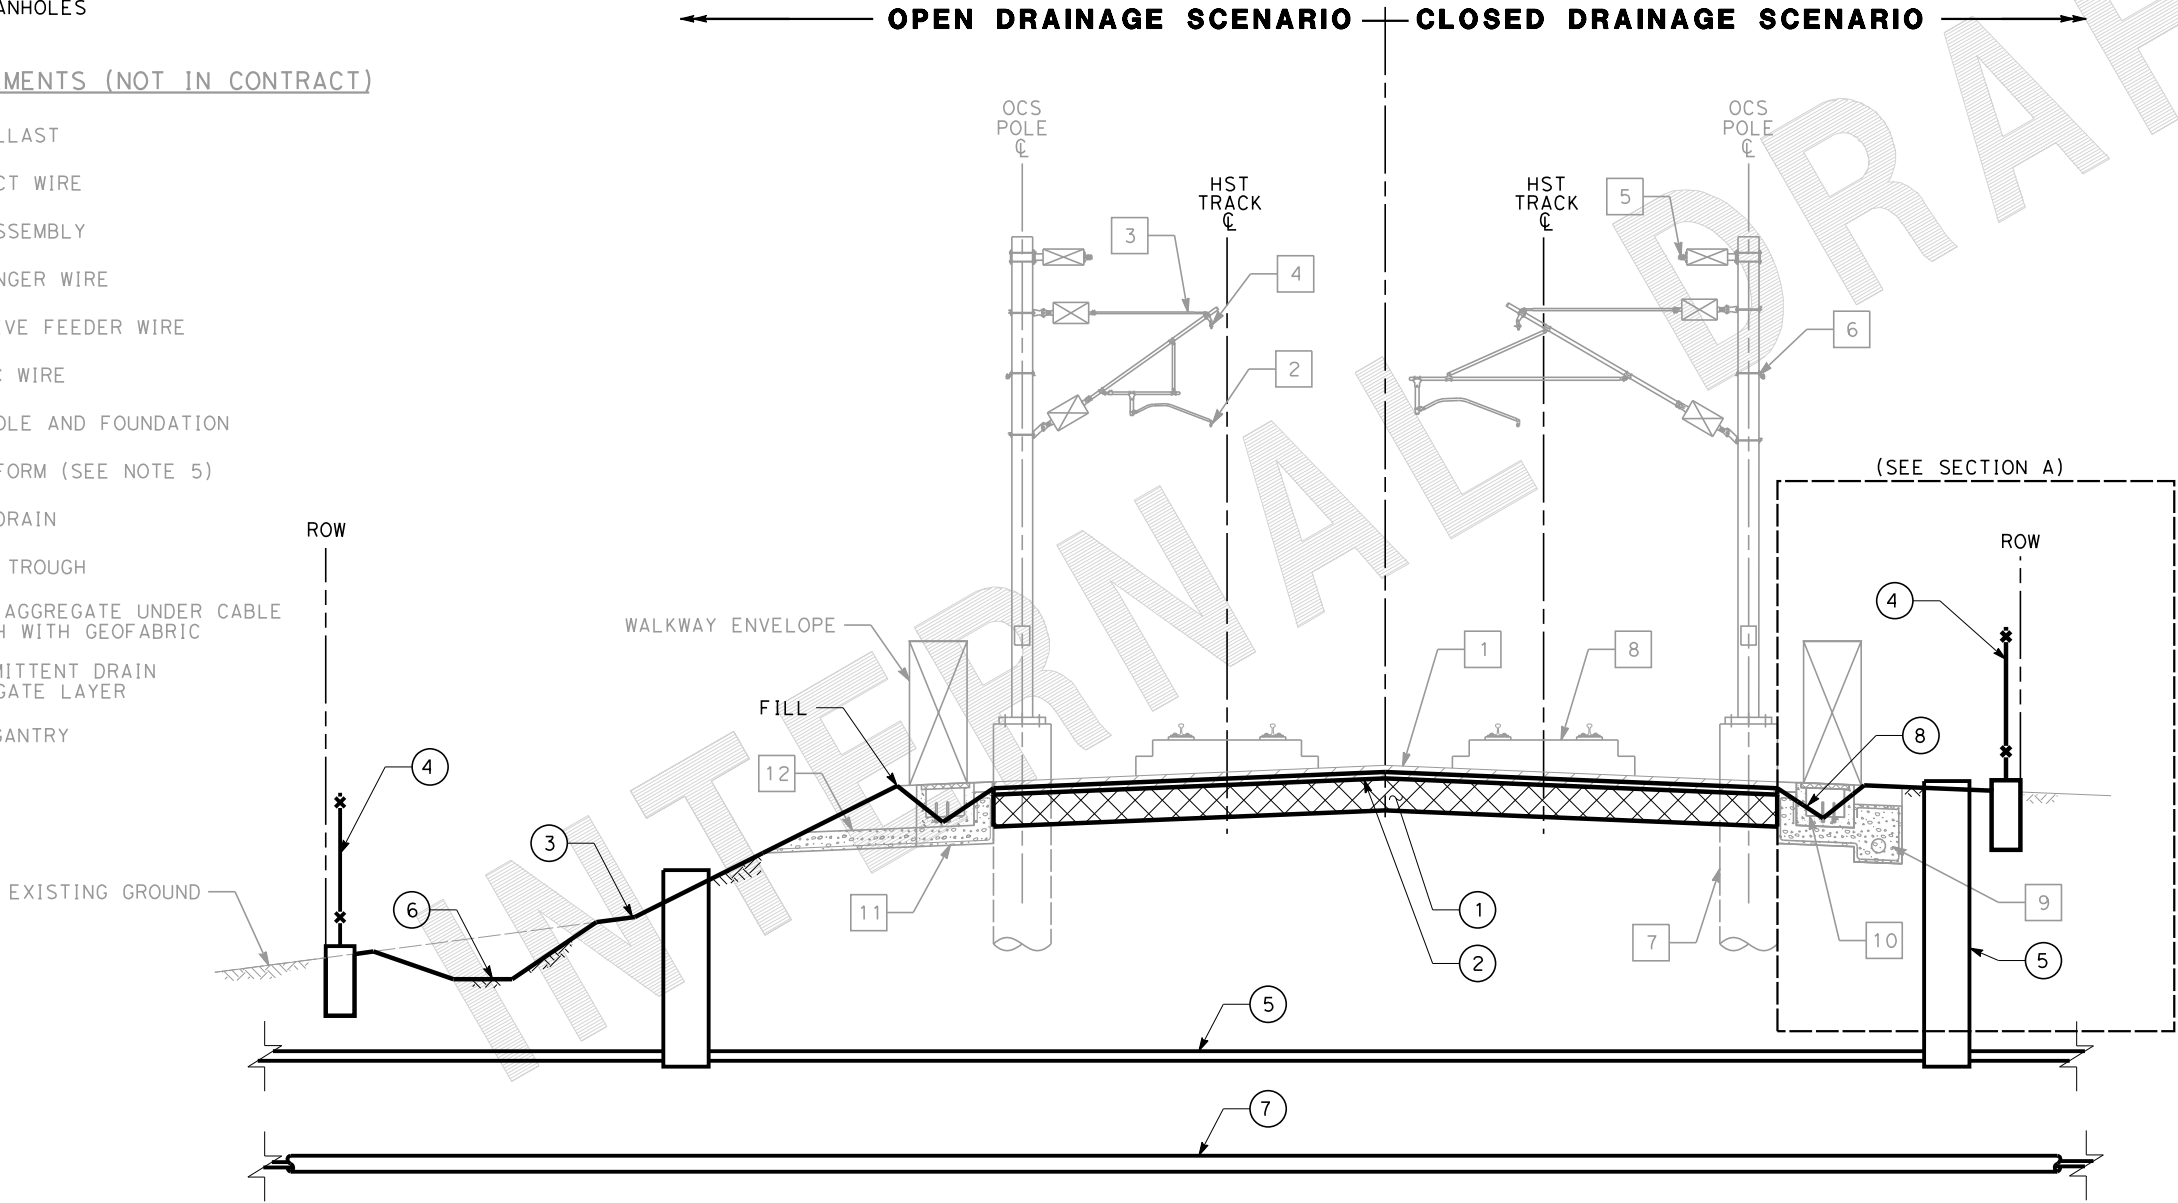 ANHOLES
OPEN DRAINAGE SCENARIO
CLOSED DRAINAGE SCENARIO
MENTS (NOT IN CONTRACT)
LLAST
CT WIRE
SSEMBLY
NGER WIRE
IVE FEEDER WIRE
C WIRE
OLE AND FOUNDATION
FORM (SEE NOTE 5)
DRAIN
TROUGH
AGGREGATE UNDER CABLE
H WITH GEOFABRIC
MITTENT DRAIN
GATE LAYER
GANTRY
OCS
POLE
℄
OCS
POLE
℄
HST
TRACK
℄
HST
TRACK
℄
5
3
4
6
2
(SEE SECTION A)
ROW
ROW
4
WALKWAY ENVELOPE
1
8
FILL
8
12
4
3
EXISTING GROUND
6
11
1
9
7
10
2
5
5
7
INTERNAL DRAF